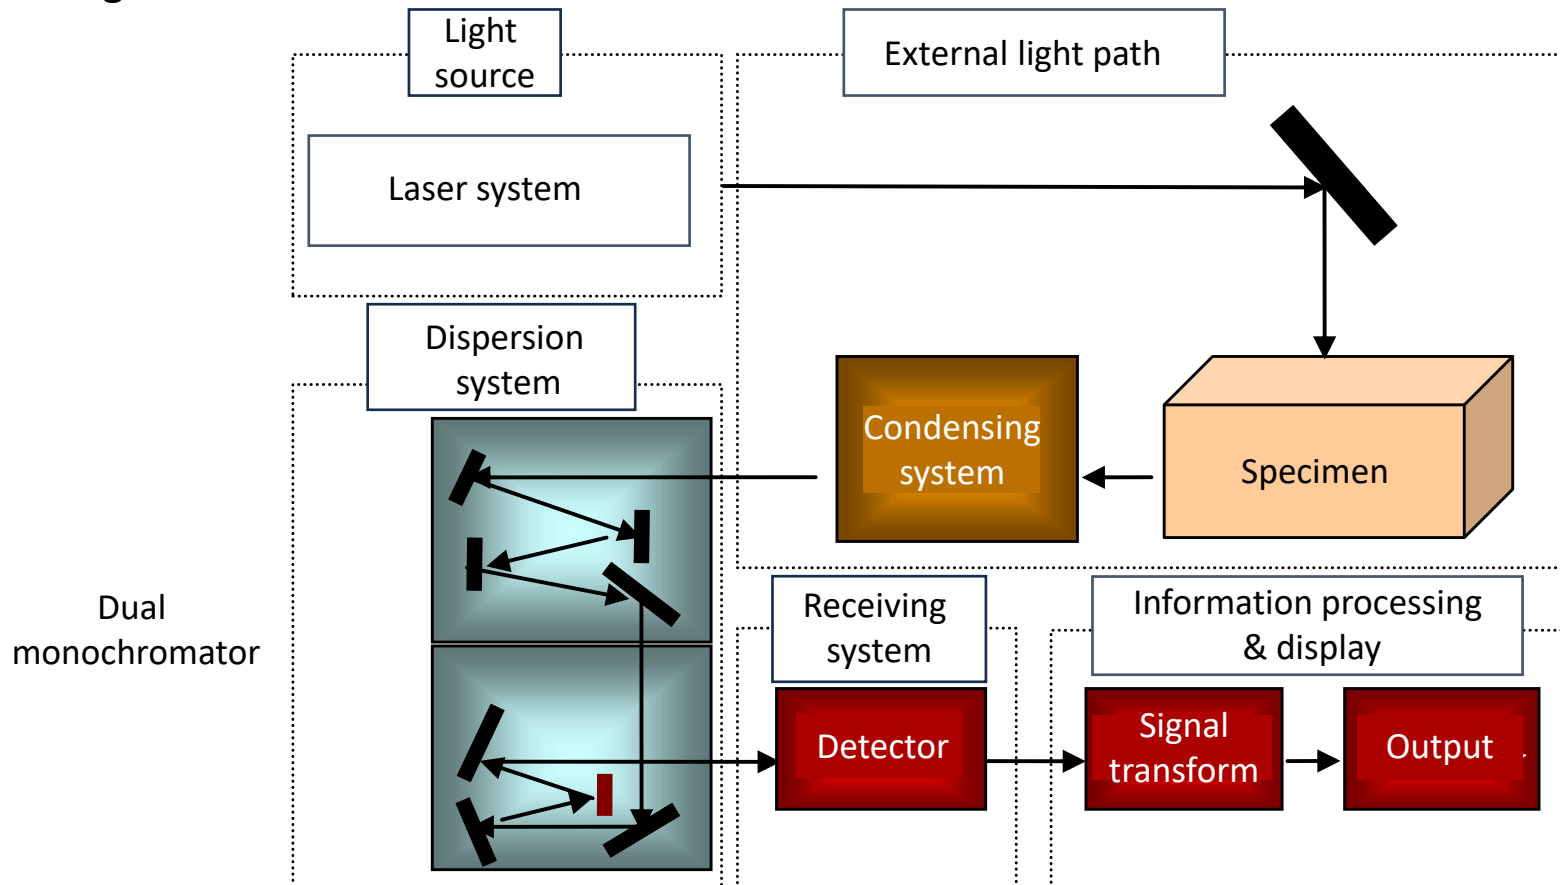 Light
source
External light path
Laser system
Dispersion
system
Condensing
system
Specimen
Dual
monochromator
Receiving
system
Information processing
& display
Detector
Signal
transform
Output